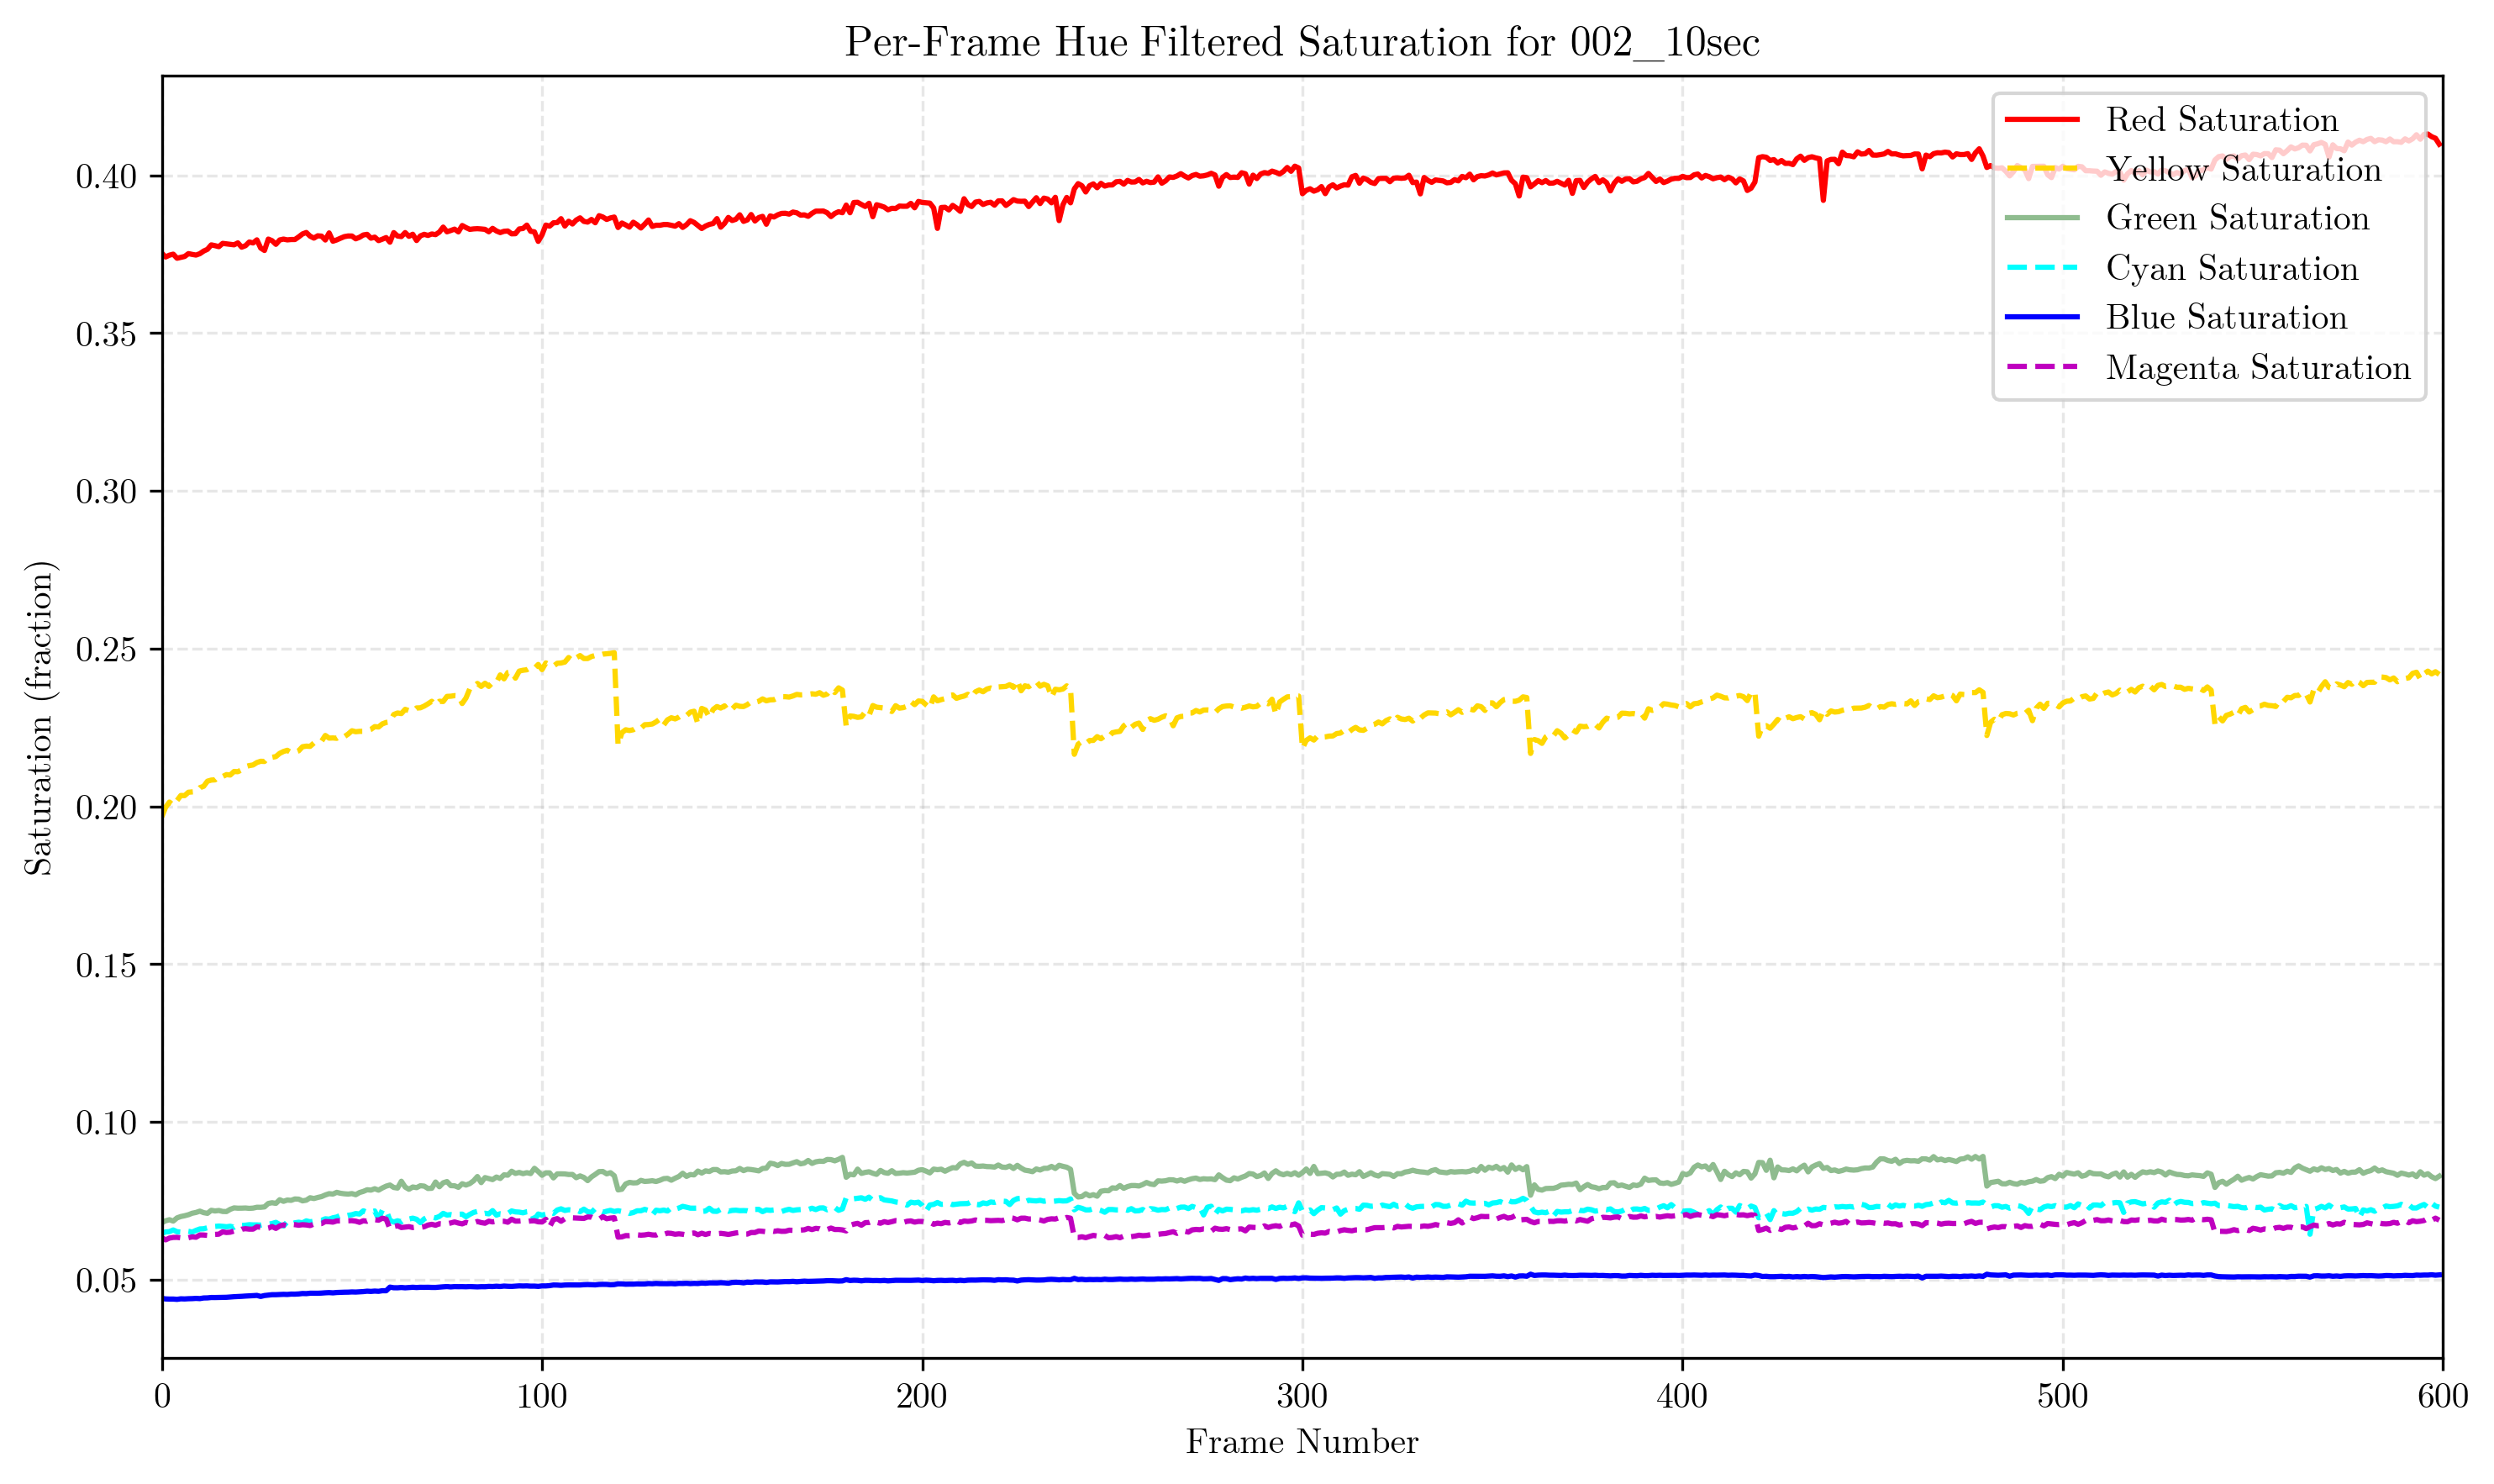 Per-Frame Hue Filtered Saturation for 002_10sec
Saturation (fraction)
0.40
0.35
0.30
0.25
0.20
0.15
0.10
0.05
Red Saturation
Yellow Saturation
Green Saturation
Cyan Saturation
Blue Saturation
Magenta Saturation
0 100 200 300 400 500 600
Frame Number